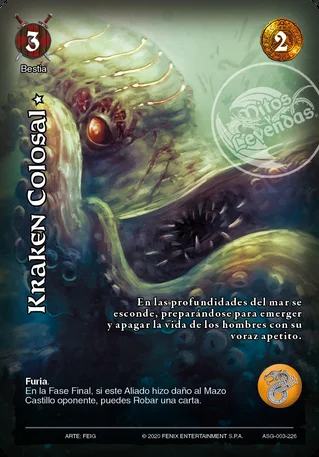 3
2
Bestia
Mitos
Leyendas
Kraken Colosal
En las profundidades del mar se
esconde, preparándose para emerger
y apagar la vida de los hombres con su
voraz apetito.
Furia.
En la Fase Final, si este Aliado hizo daño al Mazo
Castillo oponente, puedes Robar una carta.
ARTE: FEIG
© 2020 FENIX ENTERTAINMENT S.P.A.
ASG-003-226